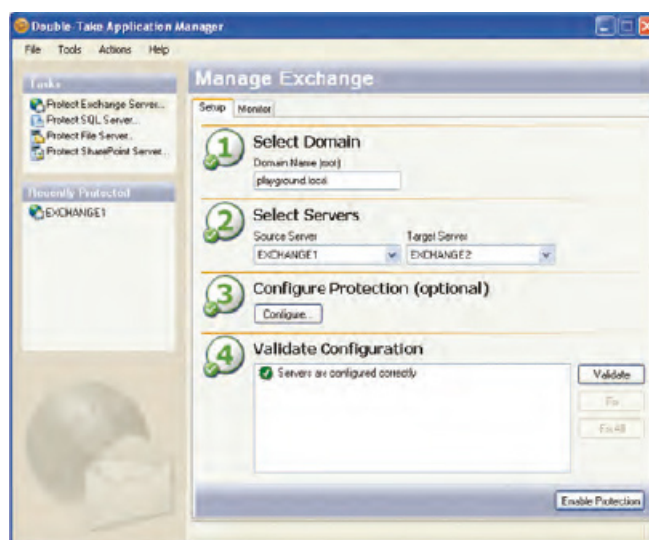 Double-Take Application Manager
File Tools Actions Help
Tasks
Protect Exchange Server...
Protect SQL Server...
Protect File Server...
Protect SharePoint Server...
Recently Protected
EXCHANGE1
Manage Exchange
Setup Monitor
1 Select Domain
Domain Name (root)
playground.local
2 Select Servers
Source Server Target Server
EXCHANGE1 EXCHANGE2
3 Configure Protection (optional)
Configure...
4 Validate Configuration
Servers are configured correctly
Validate
Fix
Fix All
Enable Protection